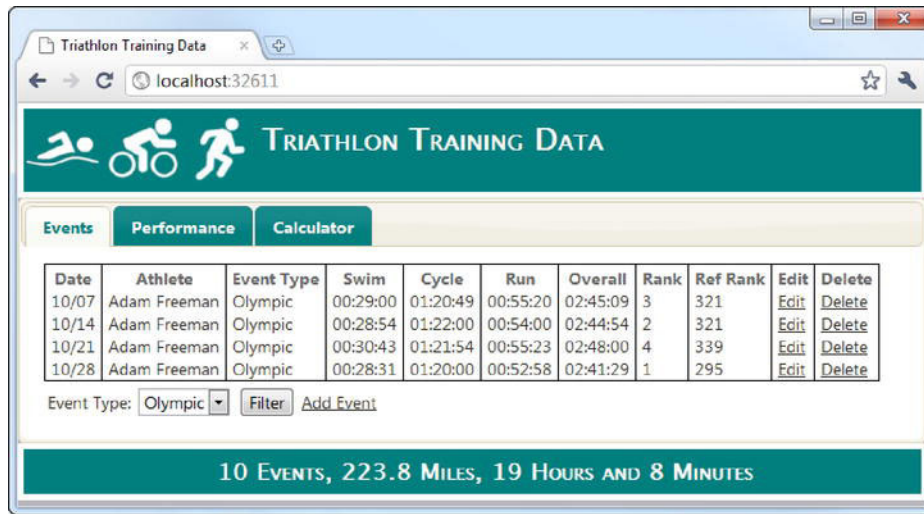 Triathlon Training Data
localhost:32611
TRIATHLON TRAINING DATA
Events Performance Calculator
Date Athlete Event Type Swim Cycle Run Overall Rank Ref Rank Edit Delete
10/07 Adam Freeman Olympic 00:29:00 01:20:49 00:55:20 02:45:09 3 321 Edit Delete
10/14 Adam Freeman Olympic 00:28:54 01:22:00 00:54:00 02:44:54 2 321 Edit Delete
10/21 Adam Freeman Olympic 00:30:43 01:21:54 00:55:23 02:48:00 4 339 Edit Delete
10/28 Adam Freeman Olympic 00:28:31 01:20:00 00:52:58 02:41:29 1 295 Edit Delete
Event Type: Olympic Filter Add Event
10 EVENTS, 223.8 MILES, 19 HOURS AND 8 MINUTES